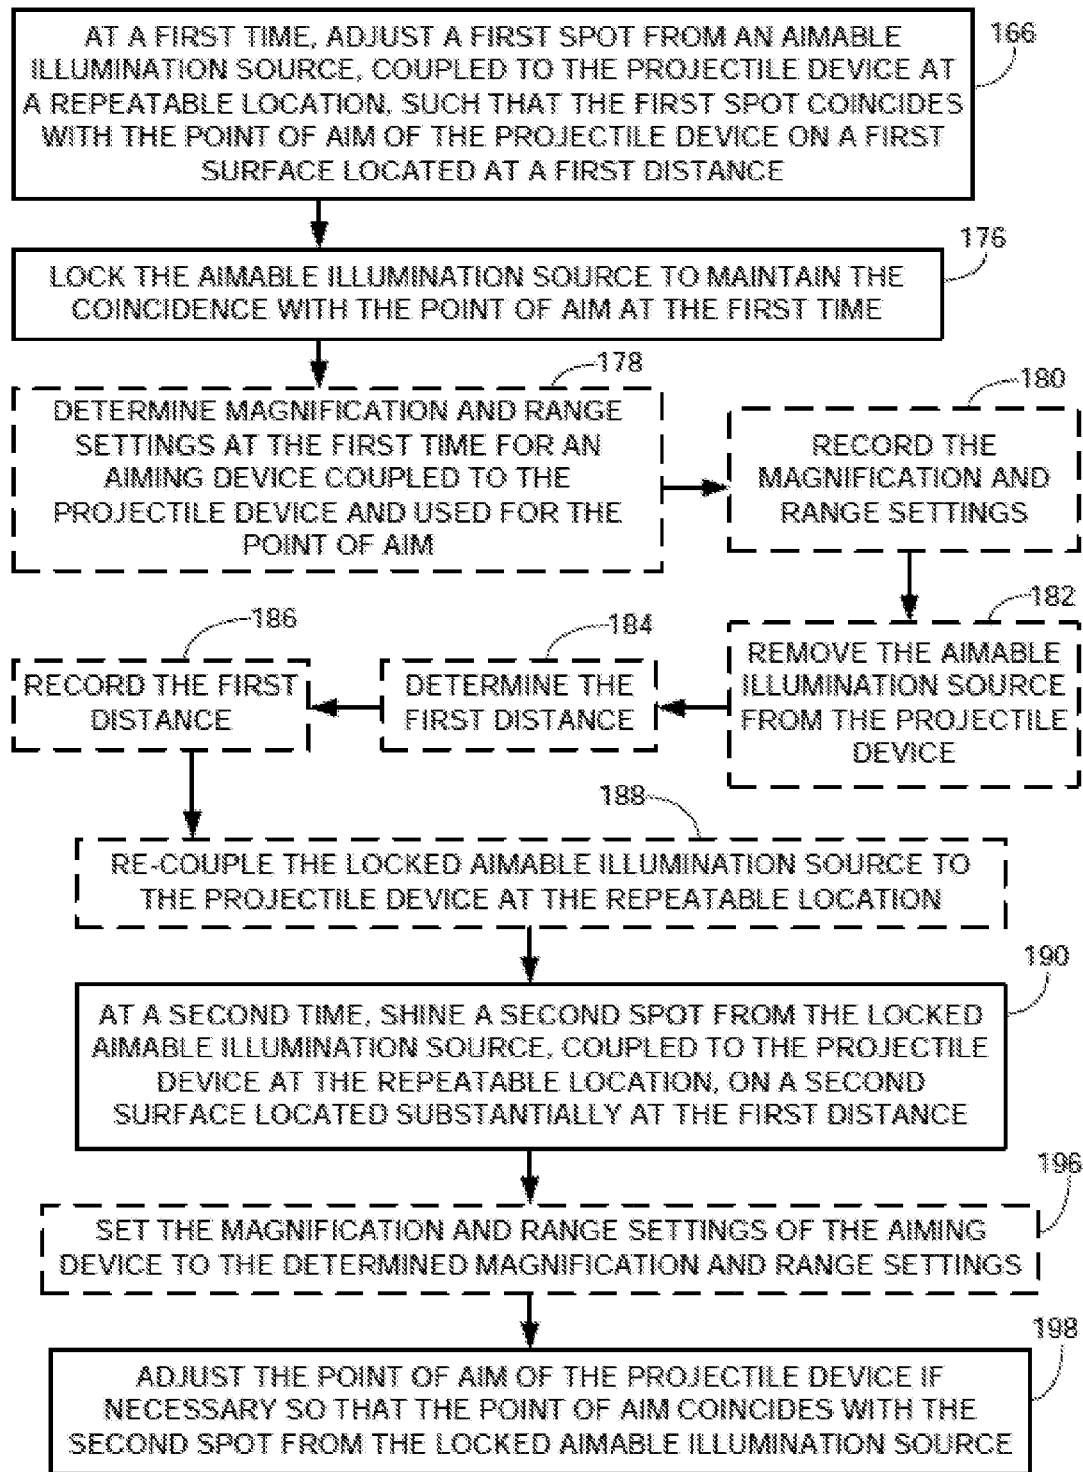 AT A FIRST TIME, ADJUST A FIRST SPOT FROM AN AIMABLE
ILLUMINATION SOURCE, COUPLED TO THE PROJECTILE DEVICE AT
A REPEATABLE LOCATION, SUCH THAT THE FIRST SPOT COINCIDES
WITH THE POINT OF AIM OF THE PROJECTILE DEVICE ON A FIRST
SURFACE LOCATED AT A FIRST DISTANCE
166
176
LOCK THE AIMABLE ILLUMINATION SOURCE TO MAINTAIN THE
COINCIDENCE WITH THE POINT OF AIM AT THE FIRST TIME
178
DETERMINE MAGNIFICATION AND RANGE
SETTINGS AT THE FIRST TIME FOR AN
AIMING DEVICE COUPLED TO THE
PROJECTILE DEVICE AND USED FOR THE
POINT OF AIM
180
RECORD THE
MAGNIFICATION AND
RANGE SETTINGS
182
REMOVE THE AIMABLE
ILLUMINATION SOURCE
FROM THE PROJECTILE
DEVICE
184
DETERMINE THE
FIRST DISTANCE
186
RECORD THE FIRST
DISTANCE
188
RE-COUPLE THE LOCKED AIMABLE ILLUMINATION SOURCE TO
THE PROJECTILE DEVICE AT THE REPEATABLE LOCATION
190
AT A SECOND TIME, SHINE A SECOND SPOT FROM THE LOCKED
AIMABLE ILLUMINATION SOURCE, COUPLED TO THE PROJECTILE
DEVICE AT THE REPEATABLE LOCATION, ON A SECOND
SURFACE LOCATED SUBSTANTIALLY AT THE FIRST DISTANCE
196
SET THE MAGNIFICATION AND RANGE SETTINGS OF THE AIMING
DEVICE TO THE DETERMINED MAGNIFICATION AND RANGE SETTINGS
198
ADJUST THE POINT OF AIM OF THE PROJECTILE DEVICE IF
NECESSARY SO THAT THE POINT OF AIM COINCIDES WITH THE
SECOND SPOT FROM THE LOCKED AIMABLE ILLUMINATION SOURCE